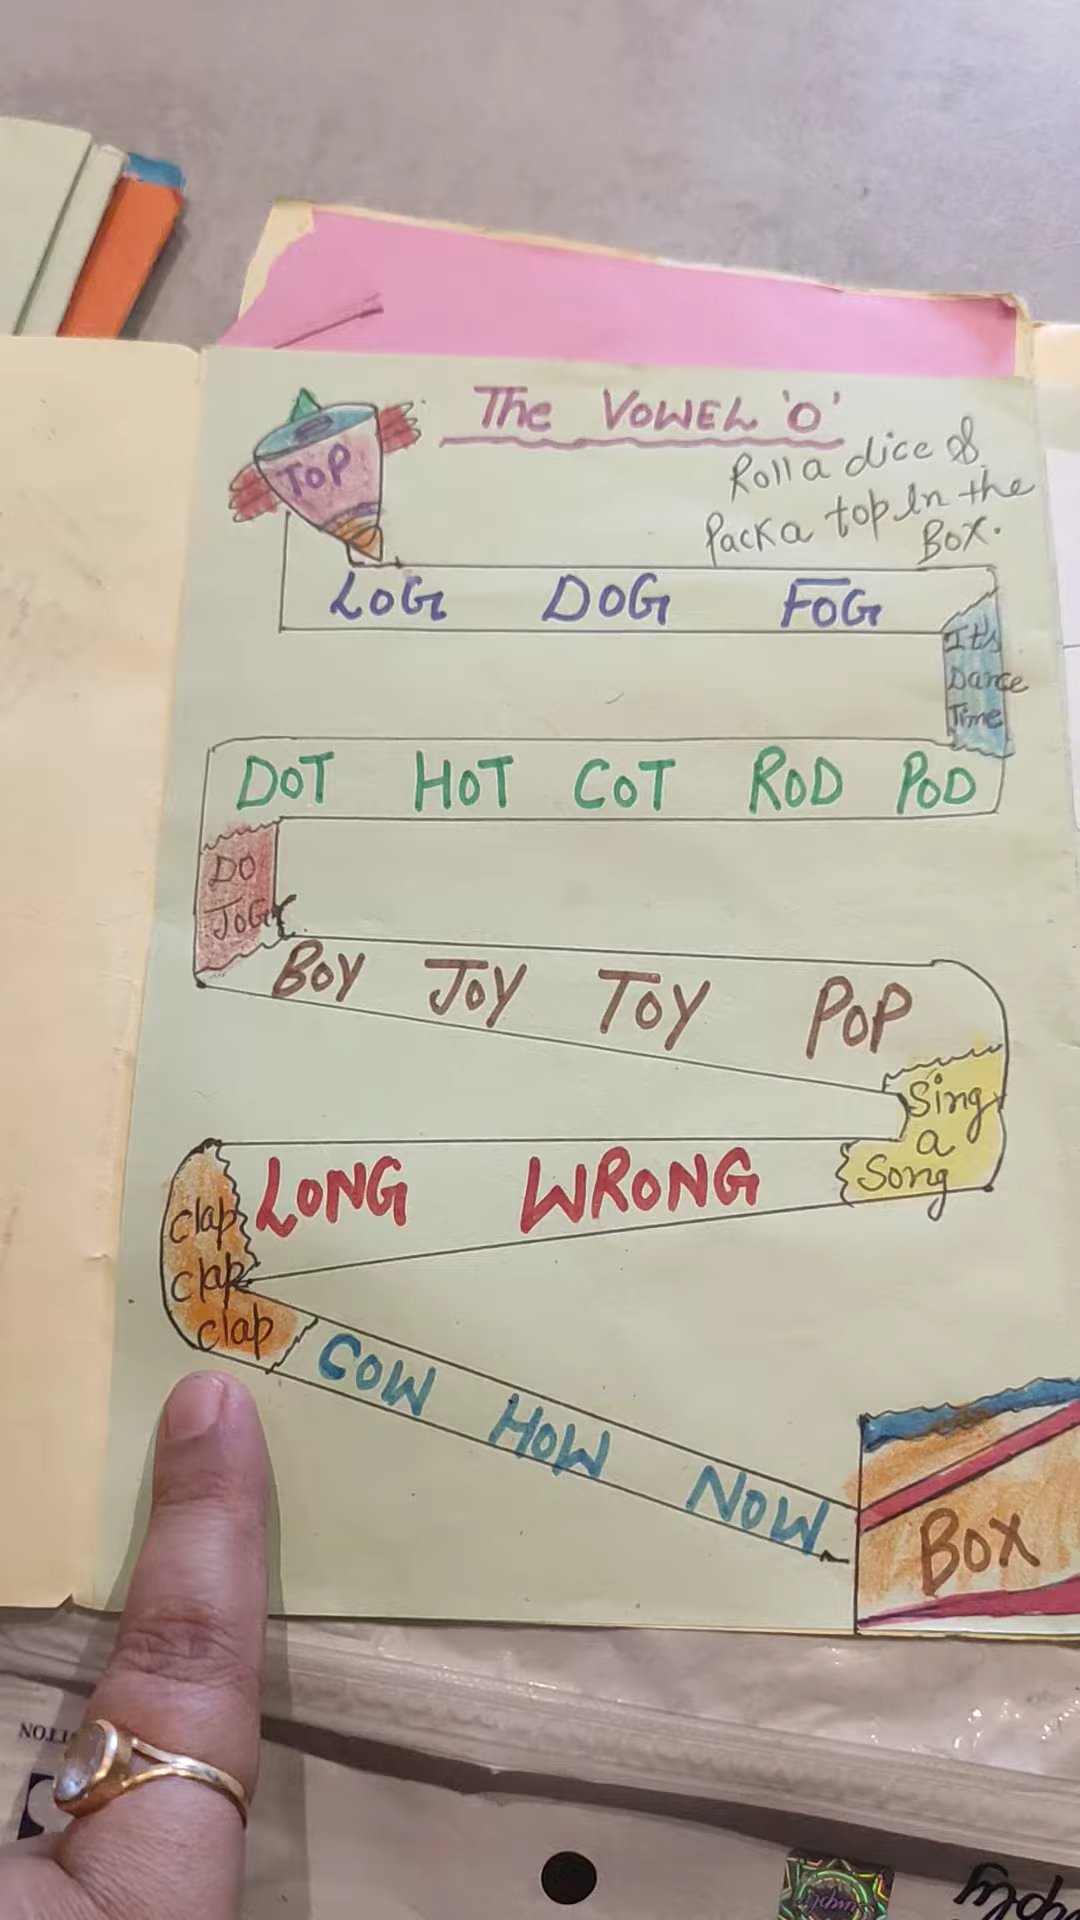 The VOWEL 'O'
TOP
Roll a dice &
Pack a top In the
Box.
LOG DOG FOG
It's
Dance
Time
DOT HOT COT ROD POD
DO
JOG
BOY JOY TOY POP
Sing
a
Song
LONG WRONG
clap
clap
clap
COW HOW NOW
BOX